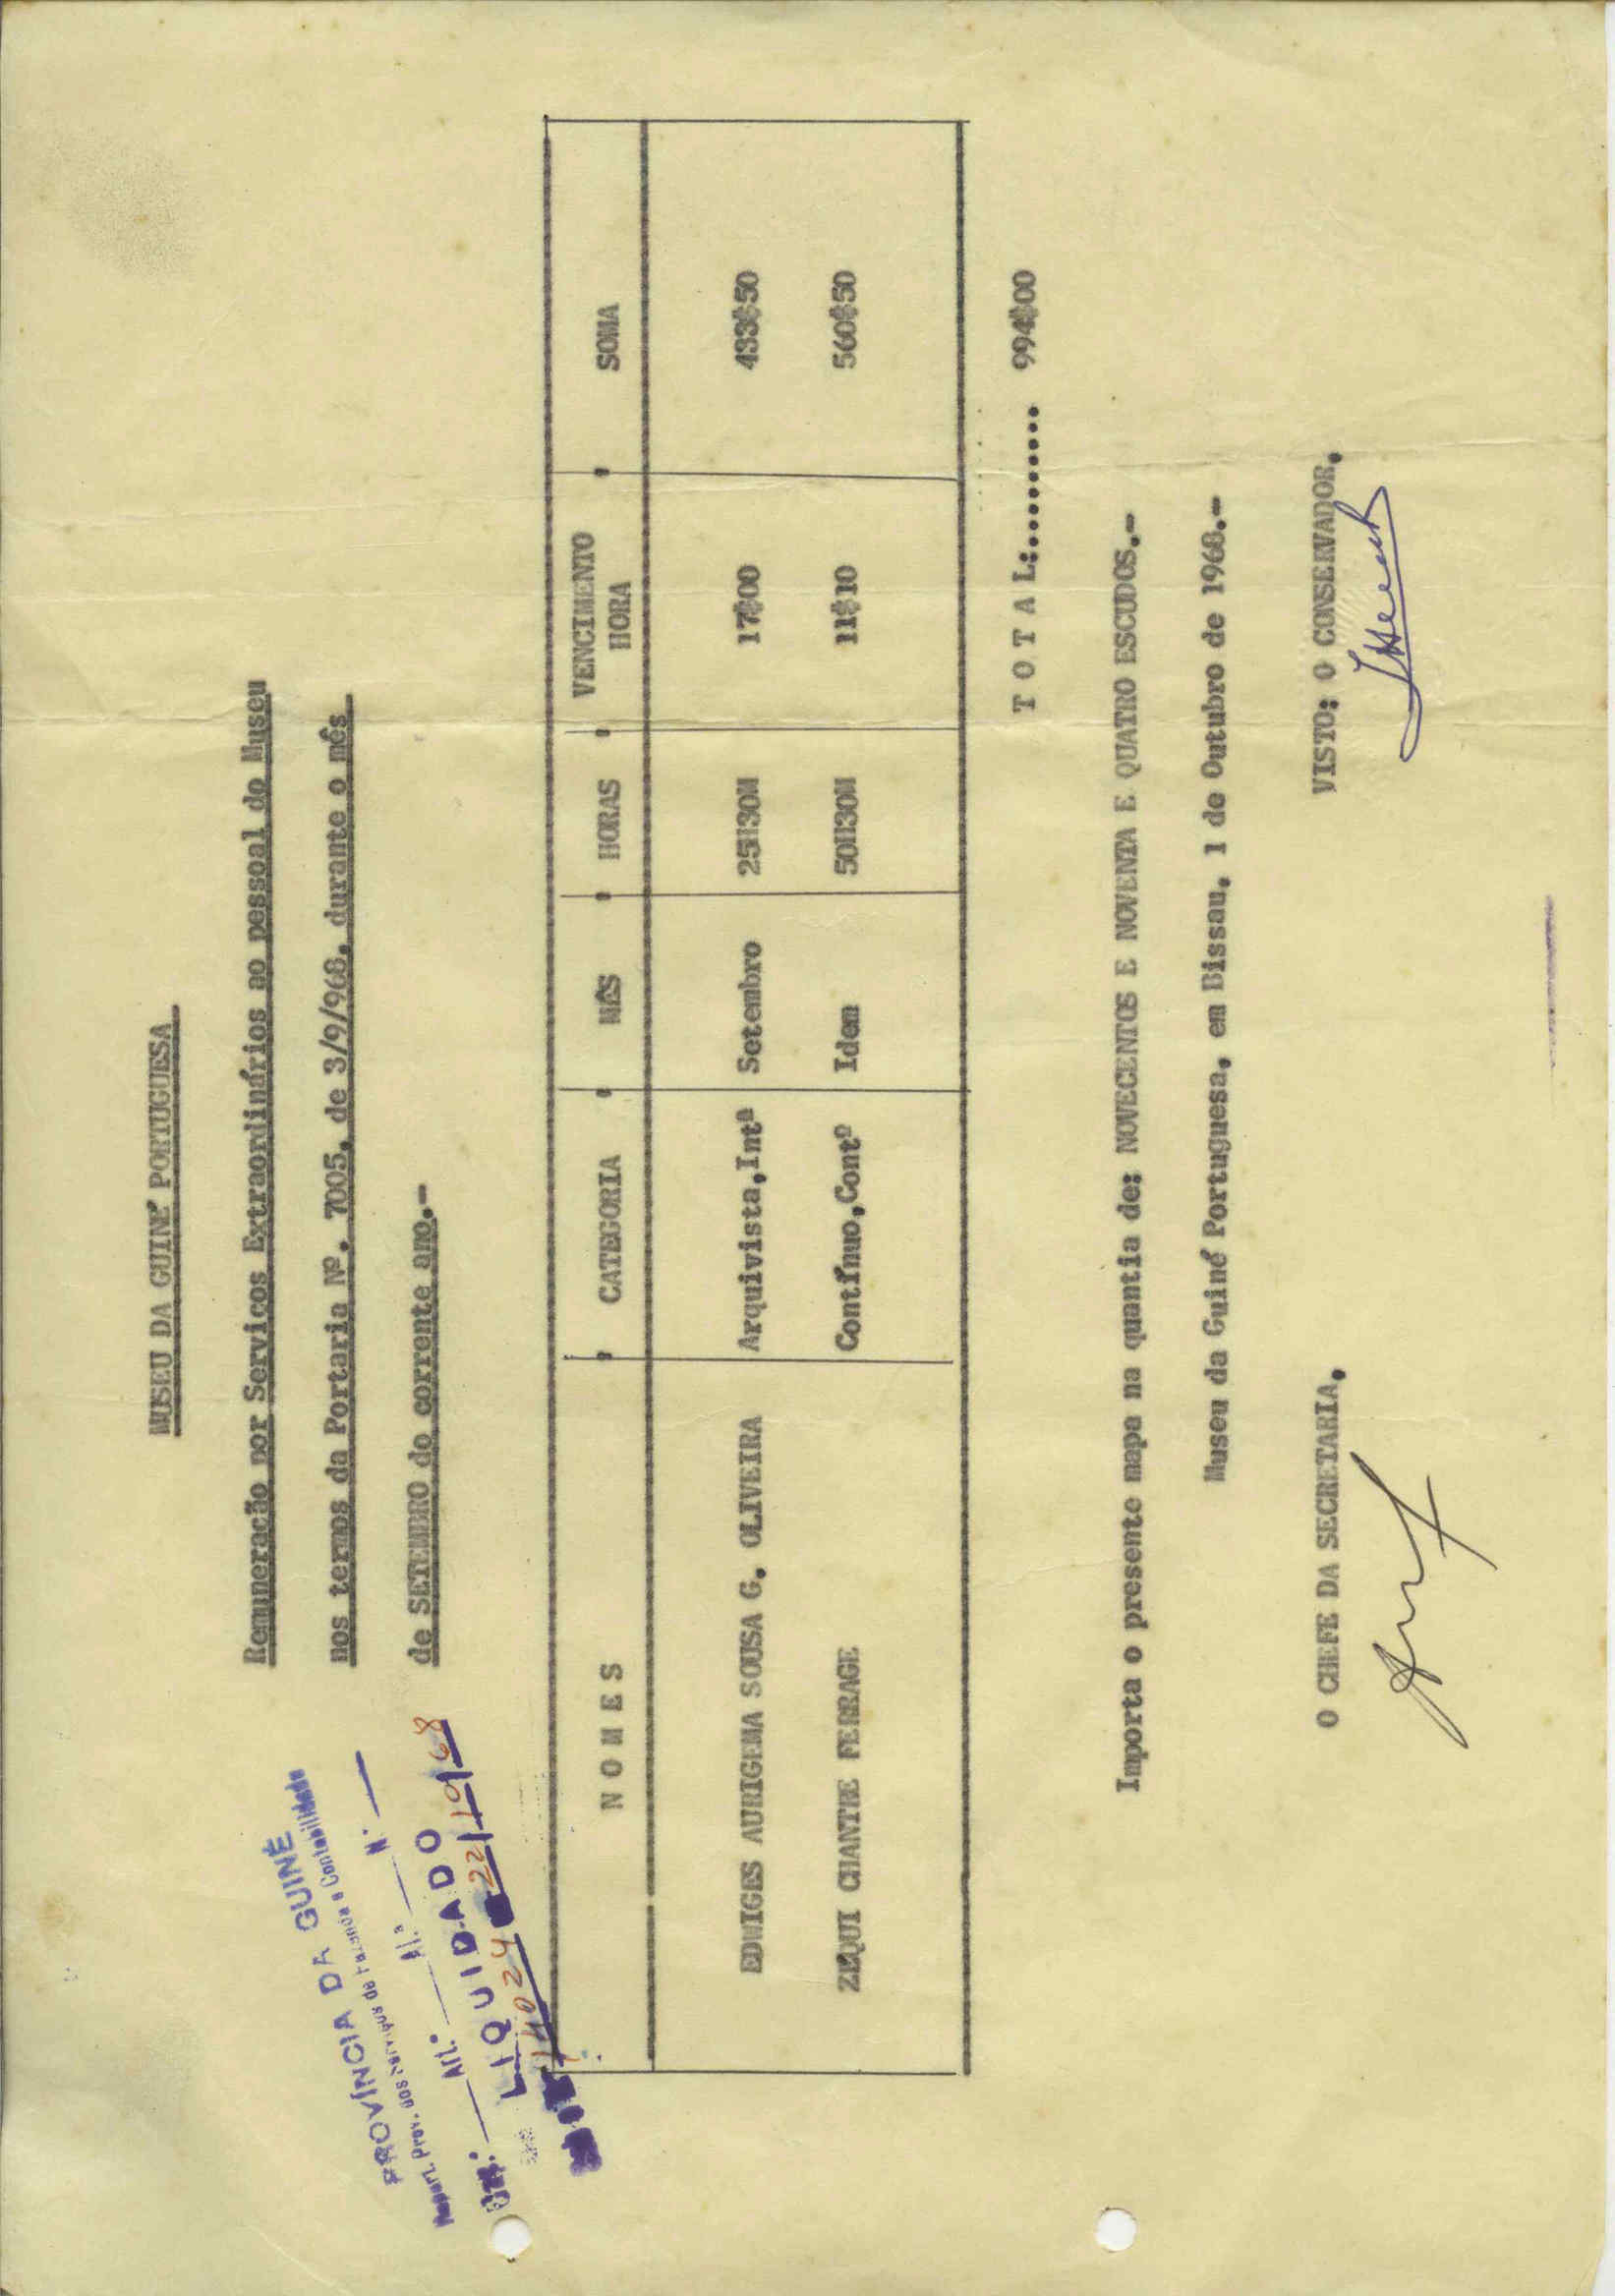 MUSEU DA GUINÉ PORTUGUESA
Remuneração por Serviços Extraordinários ao pessoal do Museu
nos termos da Portaria Nº. 7005, de 3/9/968, durante o mês
de SETEMBRO do corrente ano.-
PROVÍNCIA DA GUINÉ
Repart. Prov. dos Serviços de Fazenda e Contabilidade
Art.º Al.ª N.º
LIQUIDADO
14024 22/10/68
NOMES CATEGORIA MÊS HORAS VENCIMENTO HORA SOMA
EDWIGES AURIGEMA SOUSA G. OLIVEIRA Arquivista,Intª Setembro 25H30M 17$00 433$50
ZEQUI CHANTRE FERRAGE Contínuo,Contº Idem 50H30M 11$10 560$50
T O T A L:.......... 994$00
Importa o presente mapa na quantia de: NOVECENTOS E NOVENTA E QUATRO ESCUDOS.-
Museu da Guiné Portuguesa, em Bissau, 1 de Outubro de 1968.-
O CHEFE DA SECRETARIA, VISTO: O CONSERVADOR,